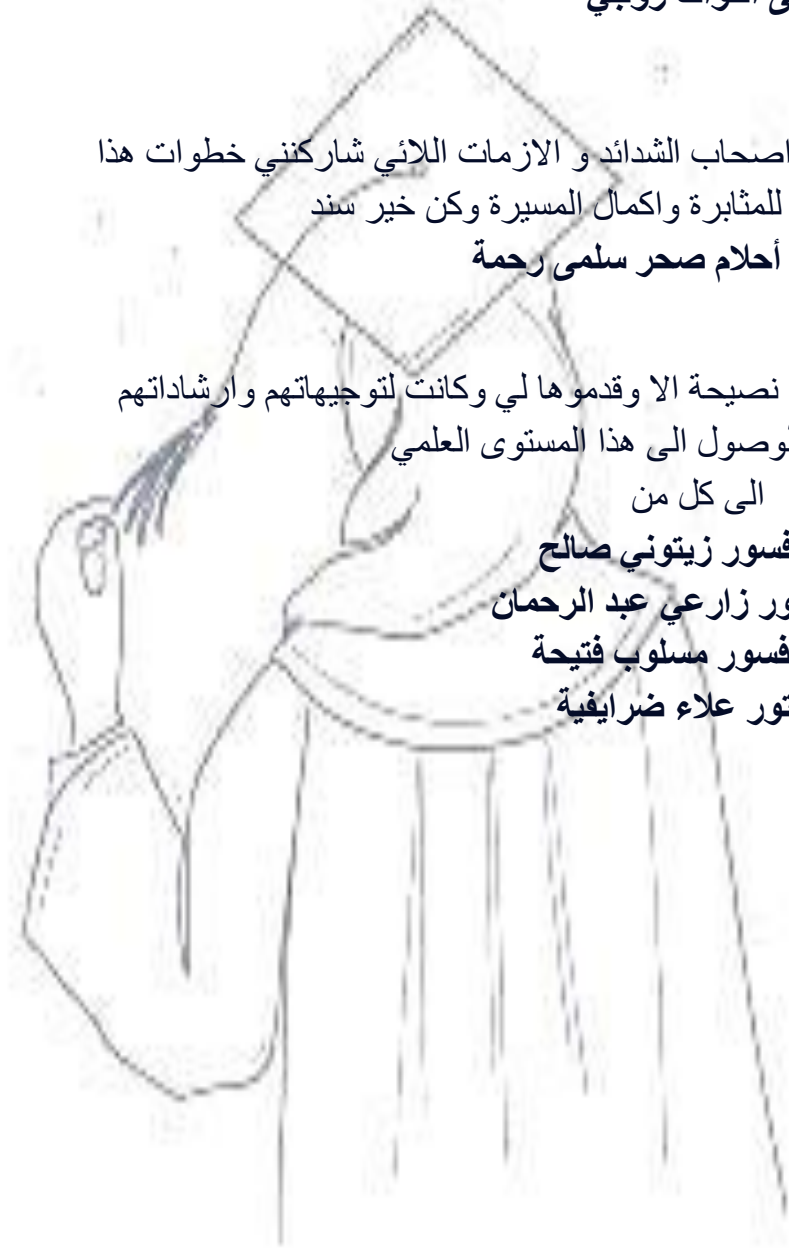 اخوات زوجي
اصحاب الشدائد و الازمات اللائي شاركنني خطوات هذا
للمثابرة واكمال المسيرة وكن خير سند
أحلام صحر سلمى رحمة
نصيحة الا وقدموها لي وكانت لتوجيهاتهم وارشاداتهم
لوصول الى هذا المستوى العلمي
الى كل من
فسور زيتوني صالح
ور زارعي عبد الرحمان
فسور مسلوب فتيحة
تور علاء ضرايفية